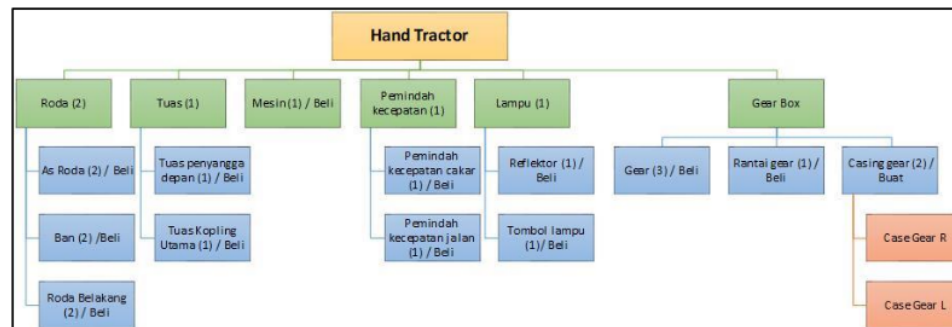 Hand Tractor
Roda (2)
Tuas (1)
Mesin (1) / Beli
Pemindah
kecepatan (1)
Lampu (1)
Gear Box
As Roda (2) / Beli
Tuas penyangga
depan (1) / Beli
Pemindah
kecepatan cakar
(1) / Beli
Reflektor (1) /
Beli
Gear (3) / Beli
Rantai gear (1) /
Beli
Casing gear (2) /
Buat
Ban (2) /Beli
Tuas Kopling
Utama (1) / Beli
Pemindah
kecepatan jalan
(1) / Beli
Tombol lampu
(1)/ Beli
Case Gear R
Roda Belakang
(2) / Beli
Case Gear L